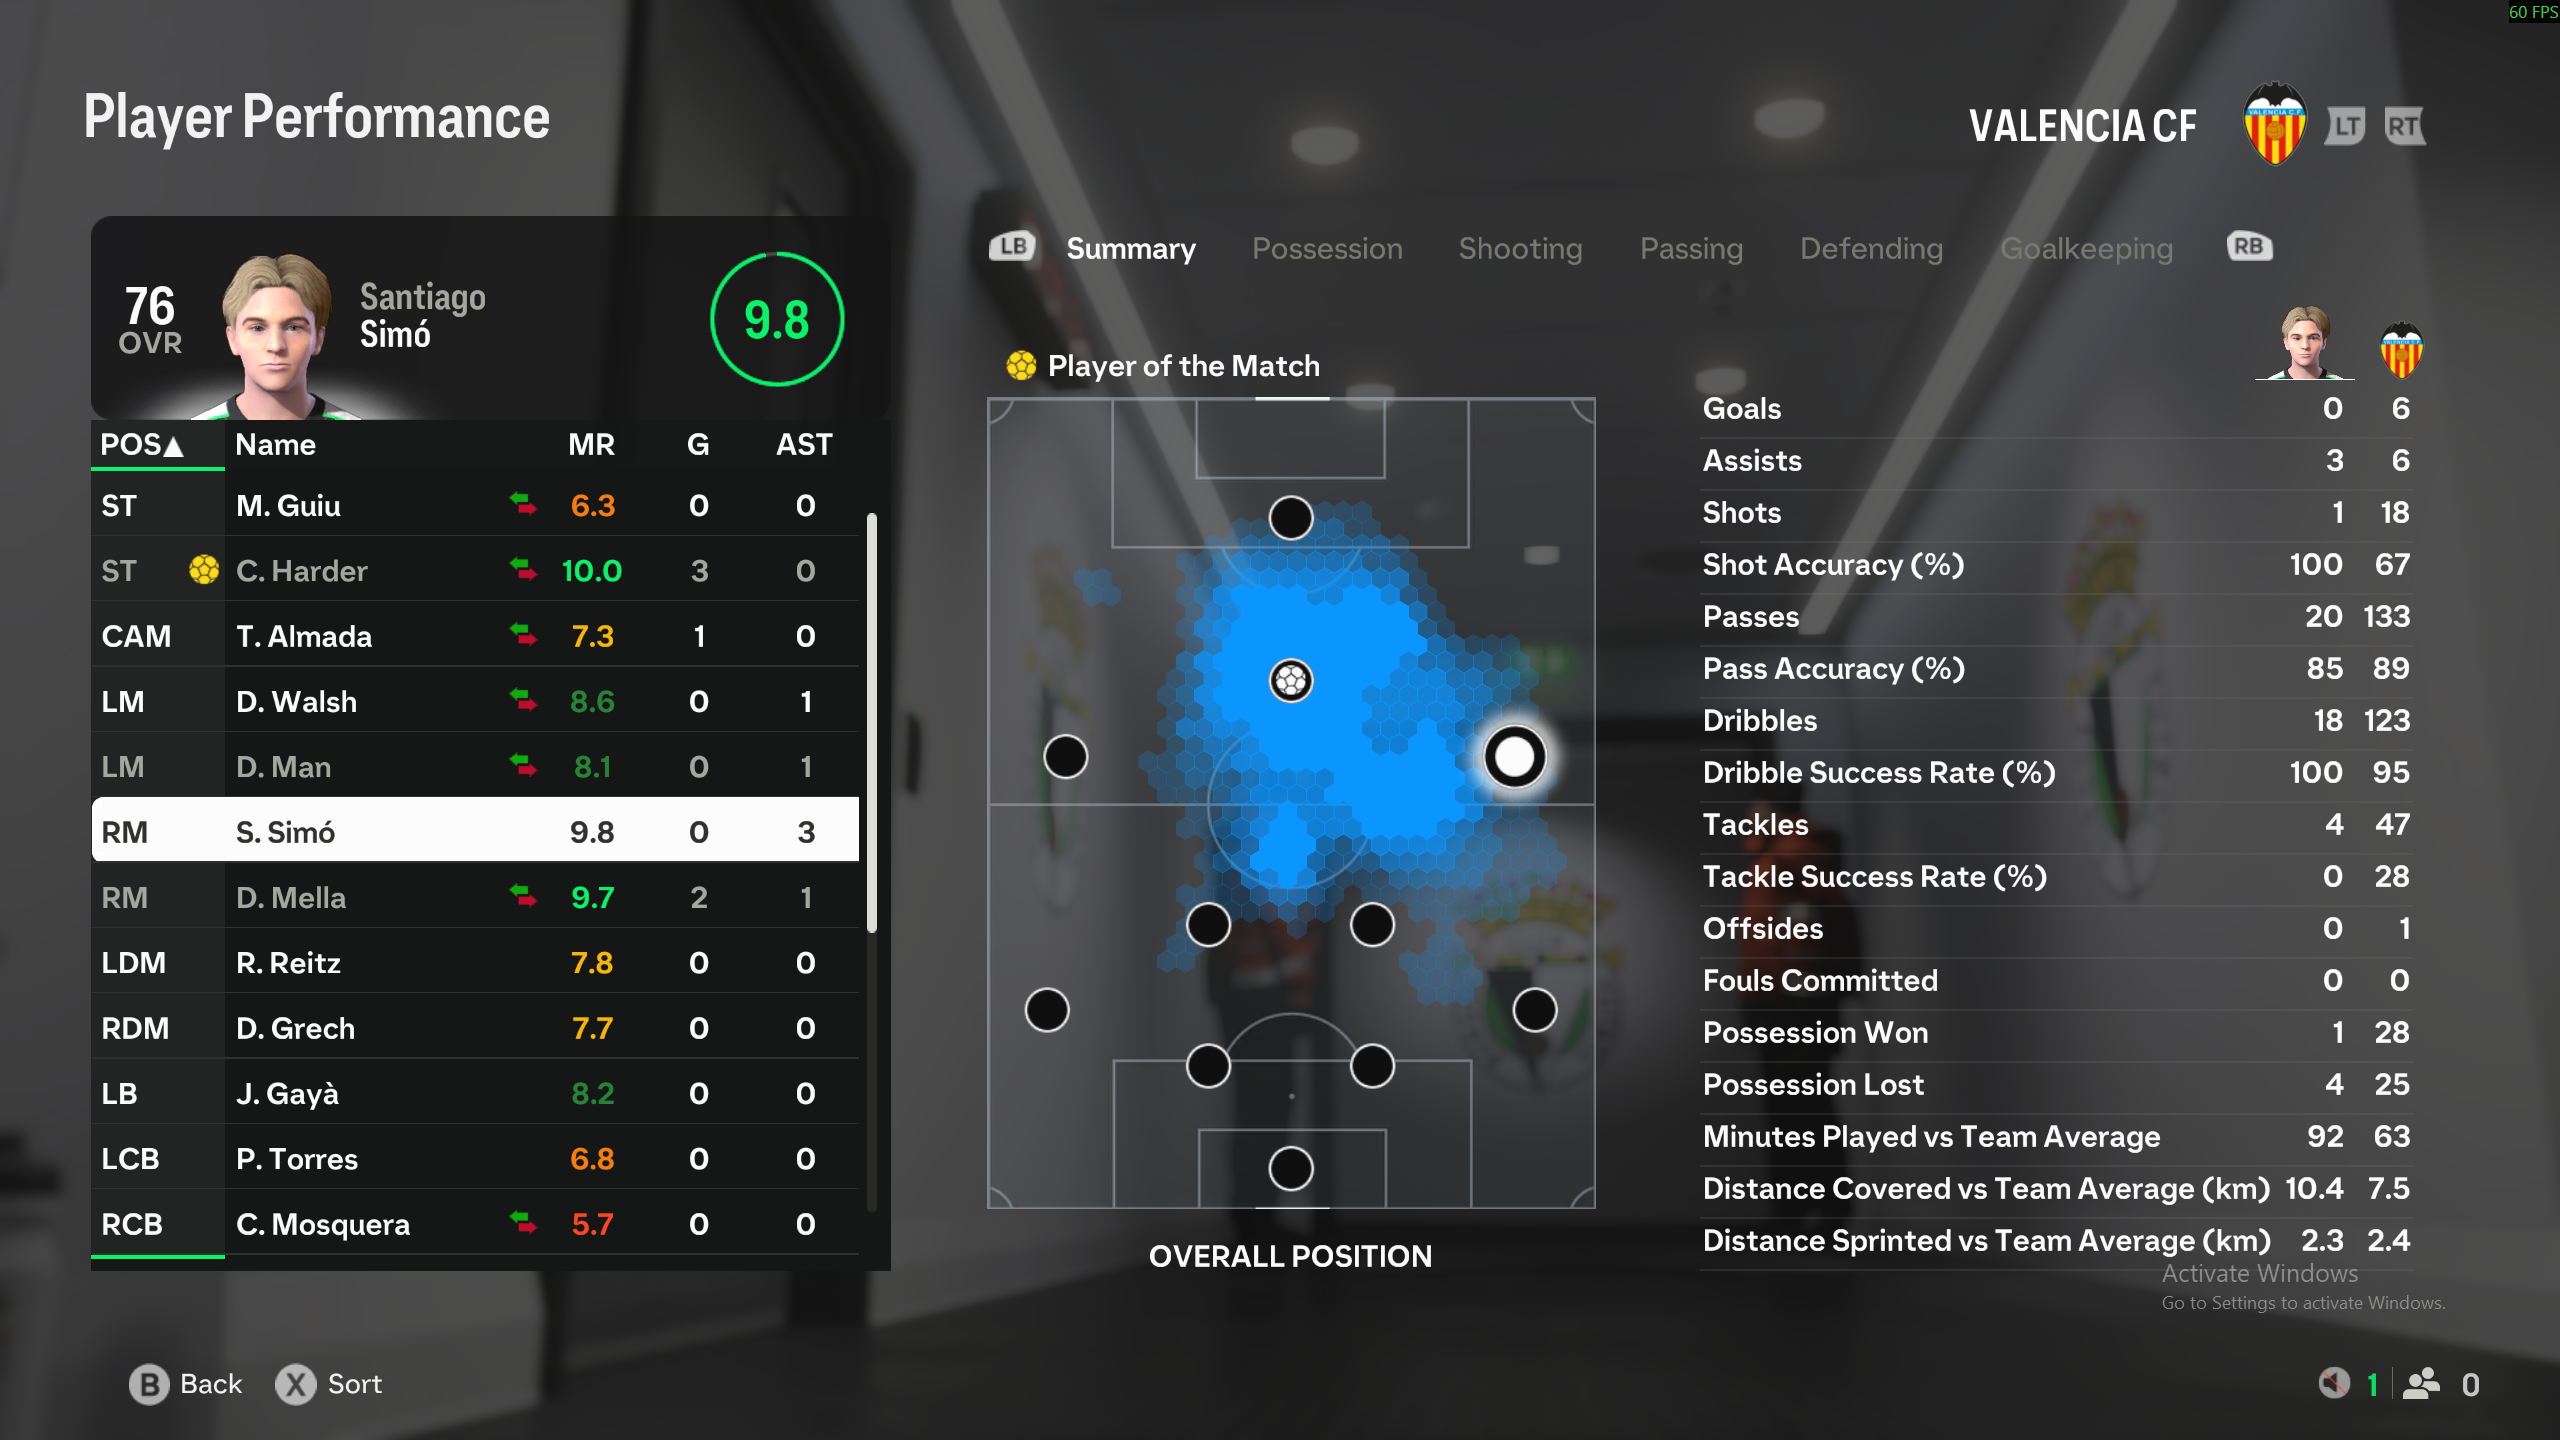 60 FPS
Player Performance
VALENCIA CF
VALENCIA C.F
LT RT
76
OVR
Santiago
Simó
9.8
LB Summary Possession Shooting Passing Defending Goalkeeping RB
Player of the Match
POS▲ Name MR G AST
ST M. Guiu 6.3 0 0
ST C. Harder 10.0 3 0
CAM T. Almada 7.3 1 0
LM D. Walsh 8.6 0 1
LM D. Man 8.1 0 1
RM S. Simó 9.8 0 3
RM D. Mella 9.7 2 1
LDM R. Reitz 7.8 0 0
RDM D. Grech 7.7 0 0
LB J. Gayà 8.2 0 0
LCB P. Torres 6.8 0 0
RCB C. Mosquera 5.7 0 0
OVERALL POSITION
Goals 0 6
Assists 3 6
Shots 1 18
Shot Accuracy (%) 100 67
Passes 20 133
Pass Accuracy (%) 85 89
Dribbles 18 123
Dribble Success Rate (%) 100 95
Tackles 4 47
Tackle Success Rate (%) 0 28
Offsides 0 1
Fouls Committed 0 0
Possession Won 1 28
Possession Lost 4 25
Minutes Played vs Team Average 92 63
Distance Covered vs Team Average (km) 10.4 7.5
Distance Sprinted vs Team Average (km) 2.3 2.4
Activate Windows
Go to Settings to activate Windows.
B Back X Sort
1 0